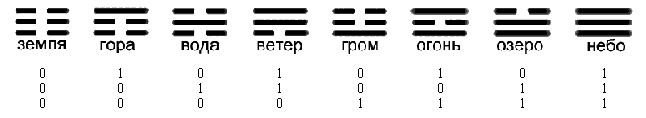 земля гора вода ветер гром огонь озеро небо
0 1 0 1 0 1 0 1
0 0 1 1 0 0 1 1
0 0 0 0 1 1 1 1